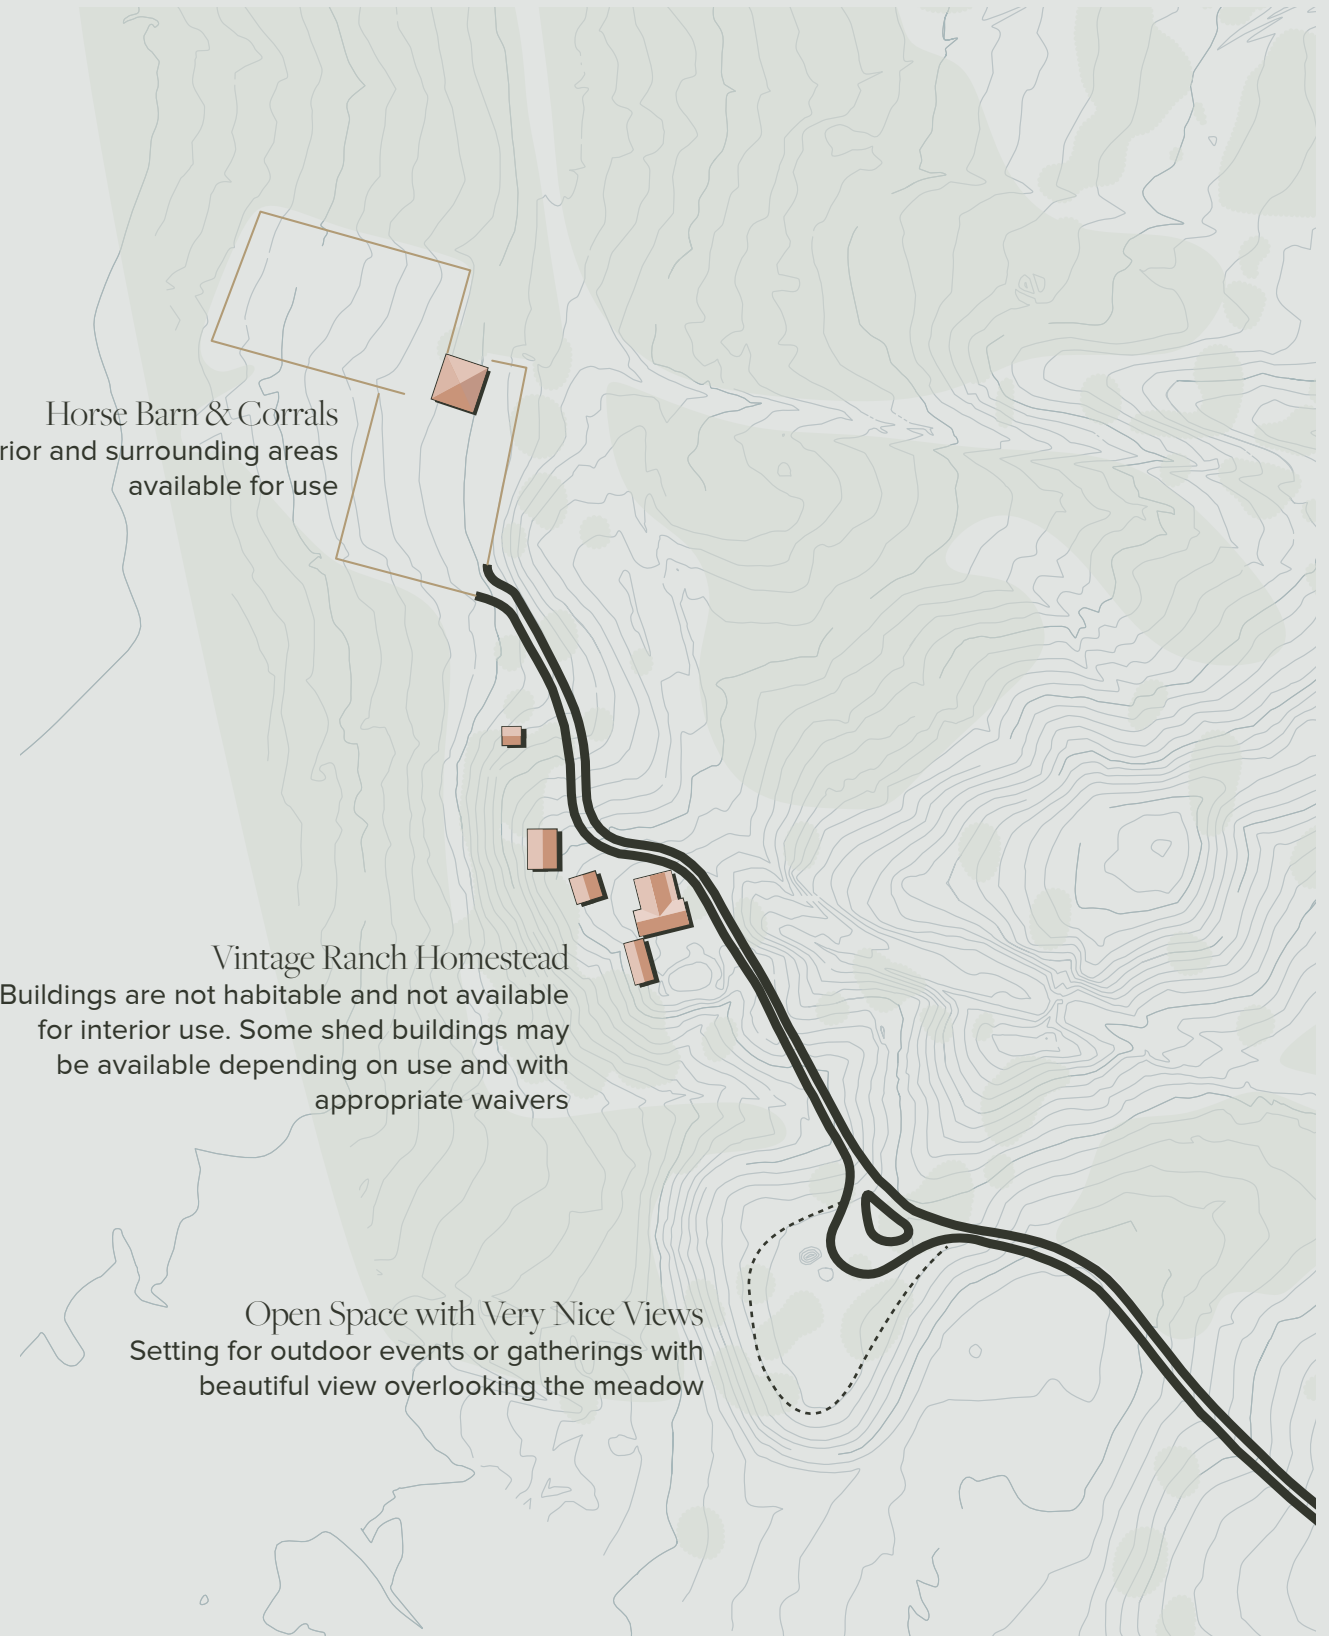 Horse Barn & Corrals
rior and surrounding areas
available for use
Vintage Ranch Homestead
Buildings are not habitable and not available
for interior use. Some shed buildings may
be available depending on use and with
appropriate waivers
Open Space with Very Nice Views
Setting for outdoor events or gatherings with
beautiful view overlooking the meadow